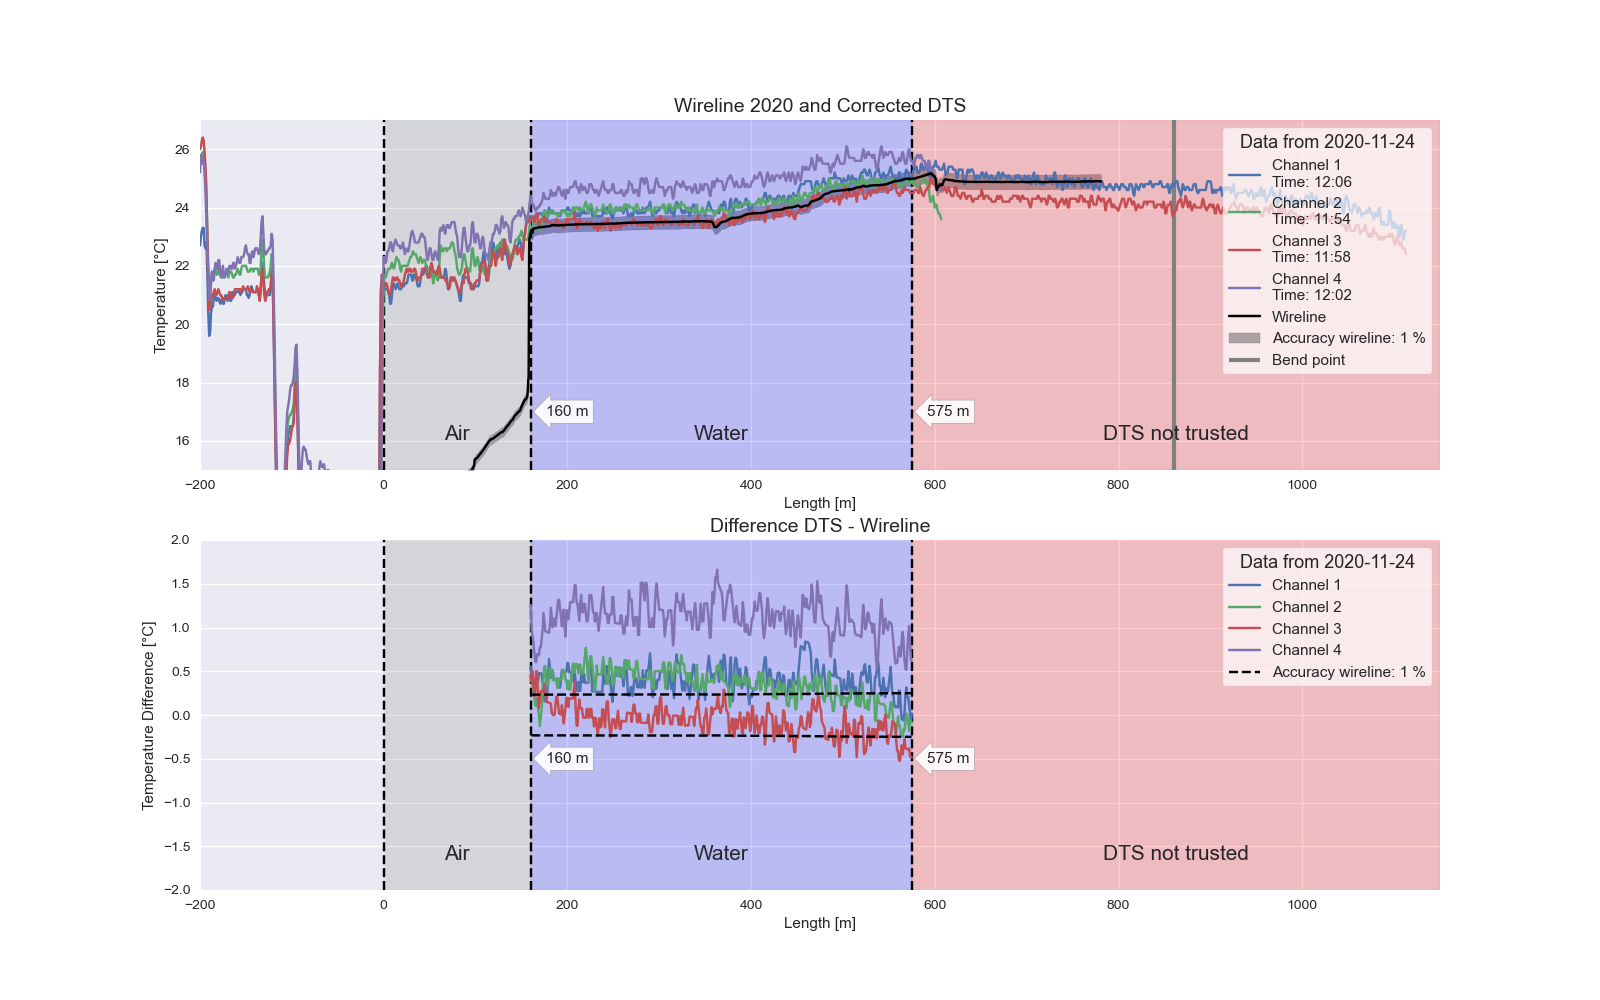 Wireline 2020 and Corrected DTS
Temperature [°C]
26
24
22
20
18
16
Data from 2020-11-24
Channel 1
Time: 12:06
Channel 2
Time: 11:54
Channel 3
Time: 11:58
Channel 4
Time: 12:02
Wireline
Accuracy wireline: 1 %
Bend point
160 m
575 m
Air
Water
DTS not trusted
−200
0
200
400
600
800
1000
Length [m]
Difference DTS - Wireline
Temperature Difference [°C]
2.0
1.5
1.0
0.5
0.0
−0.5
−1.0
−1.5
−2.0
Data from 2020-11-24
Channel 1
Channel 2
Channel 3
Channel 4
Accuracy wireline: 1 %
160 m
575 m
Air
Water
DTS not trusted
−200
0
200
400
600
800
1000
Length [m]